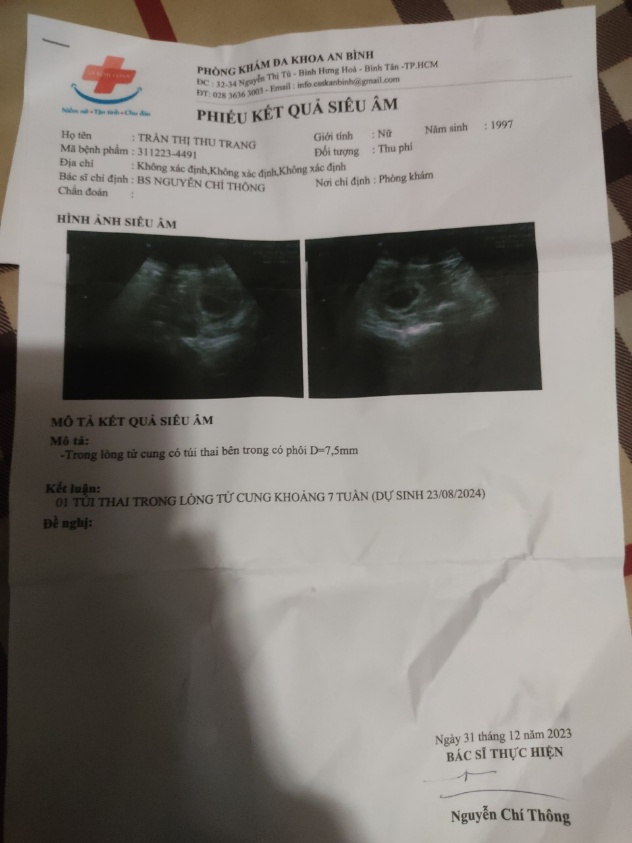 PHÒNG KHÁM ĐA KHOA AN BÌNH
ĐC : 32-34 Nguyễn Thị Tú - Bình Hưng Hoà - Bình Tân -TP.HCM
ĐT: 028 3636 3003 - Email : info.caskanbinh@gmail.com
PHIẾU KẾT QUẢ SIÊU ÂM
Họ tên : TRẦN THỊ THU TRANG Giới tính : Nữ Năm sinh : 1997
Mã bệnh phẩm : 311223-4491 Đối tượng : Thu phí
Địa chỉ : Không xác định,Không xác định,Không xác định
Bác sĩ chỉ định : BS NGUYỄN CHÍ THÔNG Nơi chỉ định : Phòng khám
Chẩn đoán :
HÌNH ẢNH SIÊU ÂM
MÔ TẢ KẾT QUẢ SIÊU ÂM
Mô tả:
-Trong lòng tử cung có túi thai bên trong có phôi D=7,5mm
Kết luận:
01 TÚI THAI TRONG LÒNG TỬ CUNG KHOẢNG 7 TUẦN (DỰ SINH 23/08/2024)
Đề nghị:
Ngày 31 tháng 12 năm 2023
BÁC SĨ THỰC HIỆN
Nguyễn Chí Thông